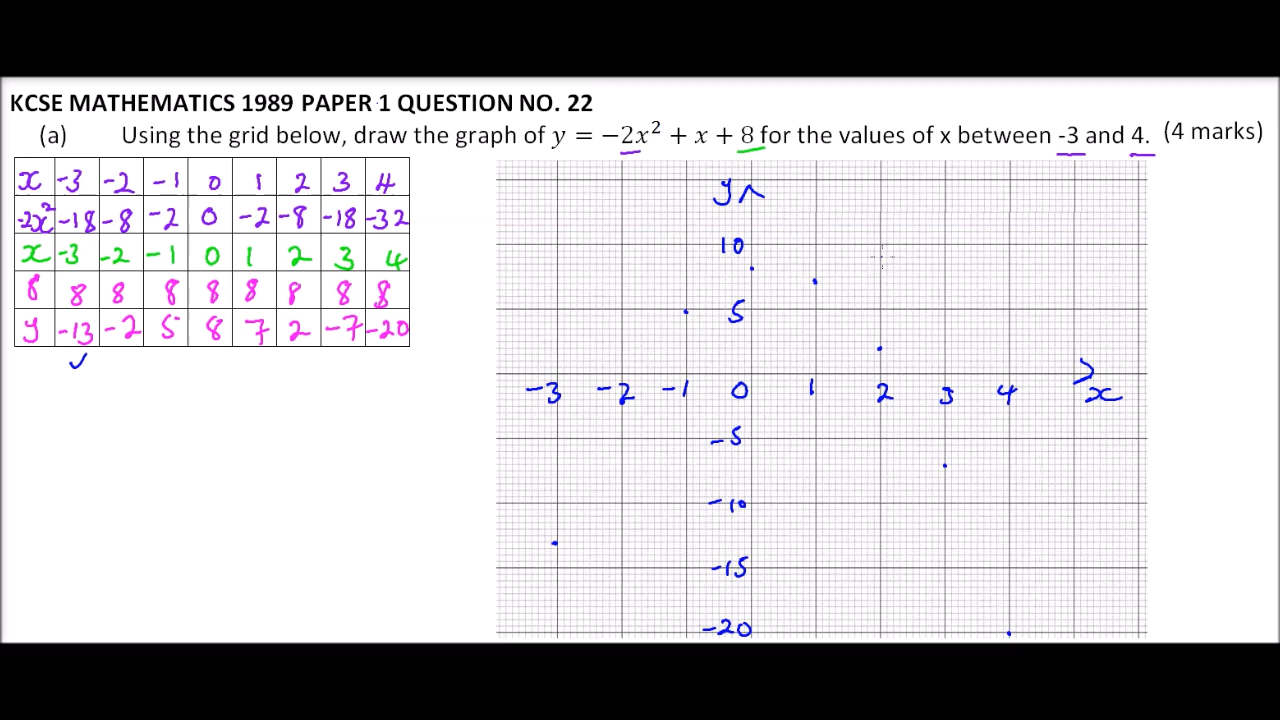 KCSE MATHEMATICS 1989 PAPER 1 QUESTION NO. 22
(a) Using the grid below, draw the graph of y = −2x² + x + 8 for the values of x between -3 and 4. (4 marks)
x -3 -2 -1 0 1 2 3 4
-2x² -18 -8 -2 0 -2 -8 -18 -32
x -3 -2 -1 0 1 2 3 4
8 8 8 8 8 8 8 8 8
y -13 -2 5 8 7 2 -7 -20
y
10
5
-3 -2 -1 0 1 2 3 4 x
-5
-10
-15
-20